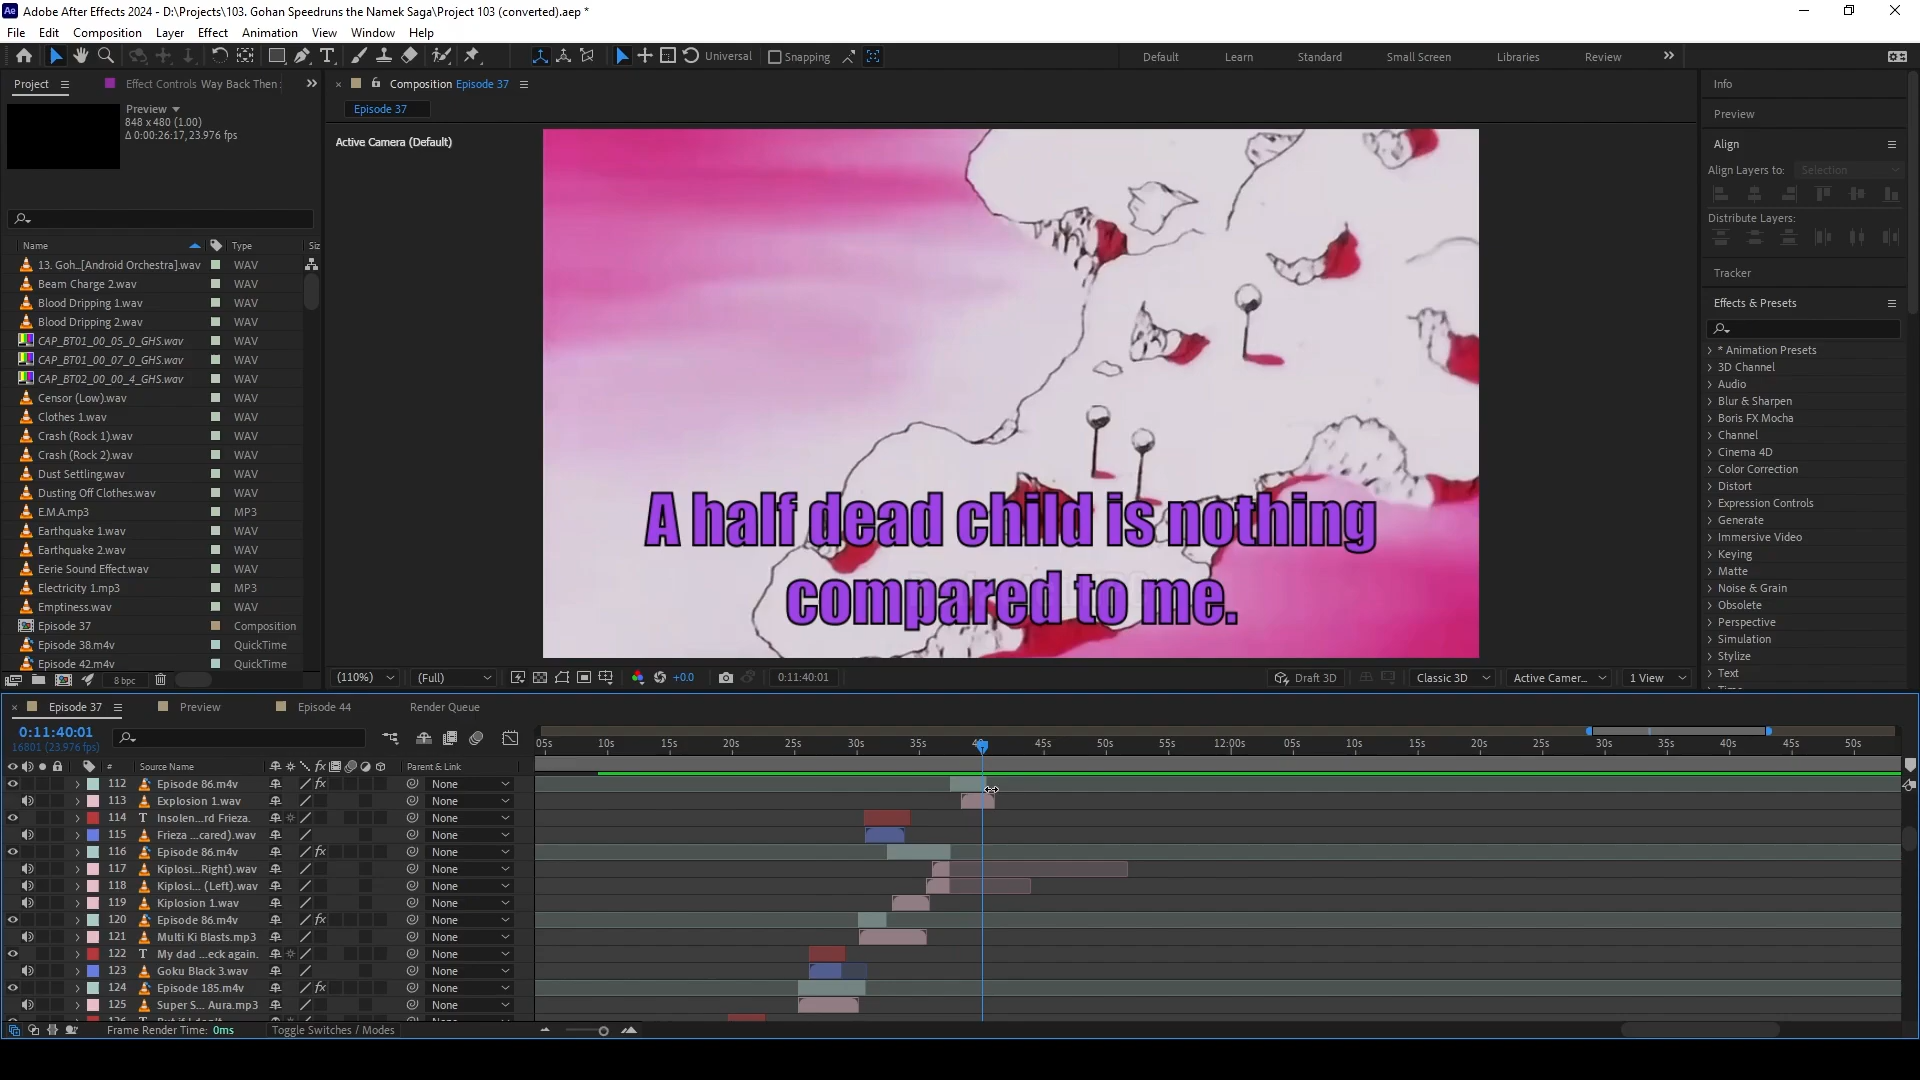 Adobe After Effects 2024 - D:\Projects\103. Gohan Speedruns the Namek Saga\Project 103 (converted).aep *
File Edit Composition Layer Effect Animation View Window Help
Universal Snapping Default Learn Standard Small Screen Libraries Review
Project Effect Controls Way Back Then:
Composition Episode 37
Info
Preview
848 x 480 (1.00)
Δ 0:00:26:17, 23.976 fps
Episode 37
Preview
Active Camera (Default)
Align
Align Layers to: Selection
Distribute Layers:
Tracker
Effects & Presets
Name Type Siz
13. Goh...[Android Orchestra].wav WAV
Beam Charge 2.wav WAV
Blood Dripping 1.wav WAV
Blood Dripping 2.wav WAV
CAP_BT01_00_05_0_GHS.wav WAV
CAP_BT01_00_07_0_GHS.wav WAV
CAP_BT02_00_00_4_GHS.wav WAV
Censor (Low).wav WAV
Clothes 1.wav WAV
Crash (Rock 1).wav WAV
Crash (Rock 2).wav WAV
Dust Settling.wav WAV
Dusting Off Clothes.wav WAV
E.M.A.mp3 MP3
Earthquake 1.wav WAV
Earthquake 2.wav WAV
Eerie Sound Effect.wav WAV
Electricity 1.mp3 MP3
Emptiness.wav WAV
Episode 37 Composition
Episode 38.m4v QuickTime
Episode 42.m4v QuickTime
8 bpc
A half dead child is nothing
compared to me.
* Animation Presets
3D Channel
Audio
Blur & Sharpen
Boris FX Mocha
Channel
Cinema 4D
Color Correction
Distort
Expression Controls
Generate
Immersive Video
Keying
Matte
Noise & Grain
Obsolete
Perspective
Simulation
Stylize
Text
(110%) (Full) +0.0 0:11:40:01 Draft 3D Classic 3D Active Camer... 1 View
Episode 37 Preview Episode 44 Render Queue
0:11:40:01
16801 (23.976 fps)
05s 10s 15s 20s 25s 30s 35s 40s 45s 50s 55s 12:00s 05s 10s 15s 20s 25s 30s 35s 40s 45s 50s
# Source Name Parent & Link
112 Episode 86.m4v None
113 Explosion 1.wav None
114 T Insolen...rd Frieza. None
115 Frieza ...cared).wav None
116 Episode 86.m4v None
117 Kiplosi...Right).wav None
118 Kiplosi... (Left).wav None
119 Kiplosion 1.wav None
120 Episode 86.m4v None
121 Multi Ki Blasts.mp3 None
122 T My dad ...eck again. None
123 Goku Black 3.wav None
124 Episode 185.m4v None
125 Super S... Aura.mp3 None
Frame Render Time: 0ms Toggle Switches / Modes